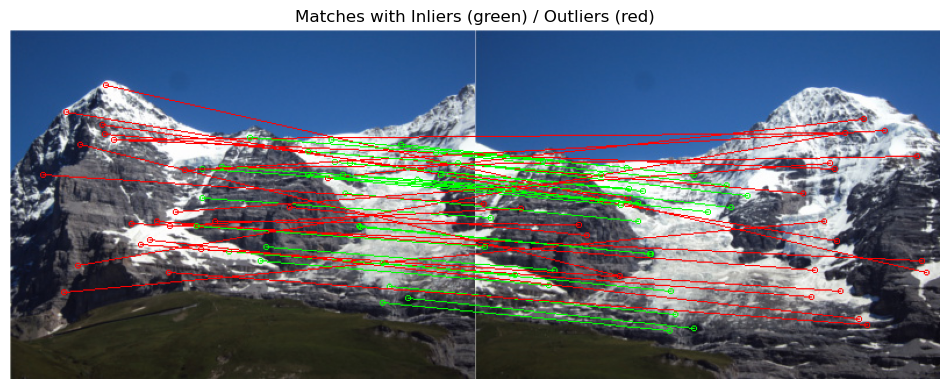 Matches with Inliers (green) / Outliers (red)